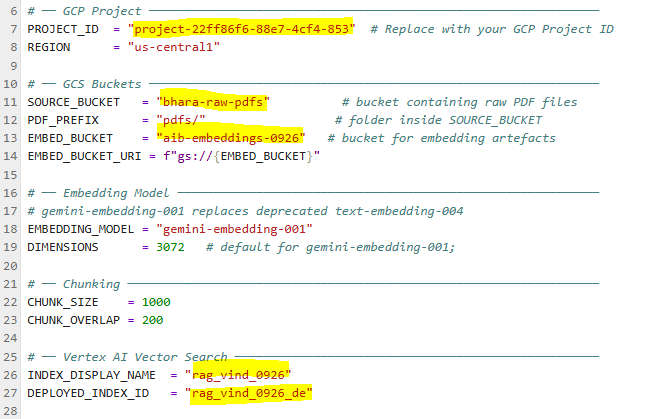 6 # —— GCP Project ——————————————————————————————
7 PROJECT_ID = "project-22ff86f6-88e7-4cf4-853" # Replace with your GCP Project ID
8 REGION = "us-central1"
9
10 # —— GCS Buckets ——————————————————————————————
11 SOURCE_BUCKET = "bhara-raw-pdfs" # bucket containing raw PDF files
12 PDF_PREFIX = "pdfs/" # folder inside SOURCE_BUCKET
13 EMBED_BUCKET = "aib-embeddings-0926" # bucket for embedding artefacts
14 EMBED_BUCKET_URI = f"gs://{EMBED_BUCKET}"
15
16 # —— Embedding Model ——————————————————————————————
17 # gemini-embedding-001 replaces deprecated text-embedding-004
18 EMBEDDING_MODEL = "gemini-embedding-001"
19 DIMENSIONS = 3072 # default for gemini-embedding-001;
20
21 # —— Chunking ——————————————————————————————
22 CHUNK_SIZE = 1000
23 CHUNK_OVERLAP = 200
24
25 # —— Vertex AI Vector Search ——————————————————————————————
26 INDEX_DISPLAY_NAME = "rag_vind_0926"
27 DEPLOYED_INDEX_ID = "rag_vind_0926_de"
28